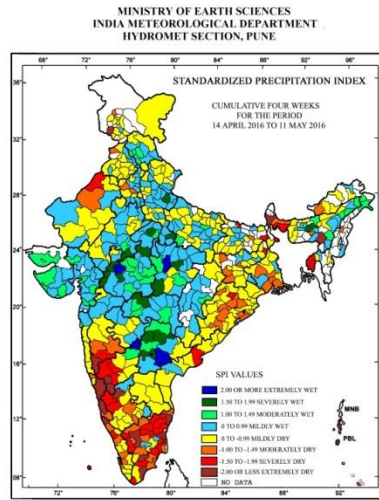 MINISTRY OF EARTH SCIENCES
INDIA METEOROLOGICAL DEPARTMENT
HYDROMET SECTION, PUNE
68° 72° 76° 80° 84° 88° 92° 96°
STANDARDIZED PRECIPITATION INDEX
CUMULATIVE FOUR WEEKS
FOR THE PERIOD
14 APRIL 2016 TO 11 MAY 2016
36°
32°
28°
24°
20°
16°
12°
8°
SPI VALUES
2.00 OR MORE EXTREMELY WET
1.50 TO 1.99 SEVERELY WET
1.00 TO 1.49 MODERATELY WET
0 TO 0.99 MILDLY WET
0 TO -0.99 MILDLY DRY
-1.00 TO -1.49 MODERATELY DRY
-1.50 TO -1.99 SEVERELY DRY
-2.00 OR LESS EXTREMELY DRY
NO DATA
MNB
PBL
72° 76° 80° 84° 88° 92°